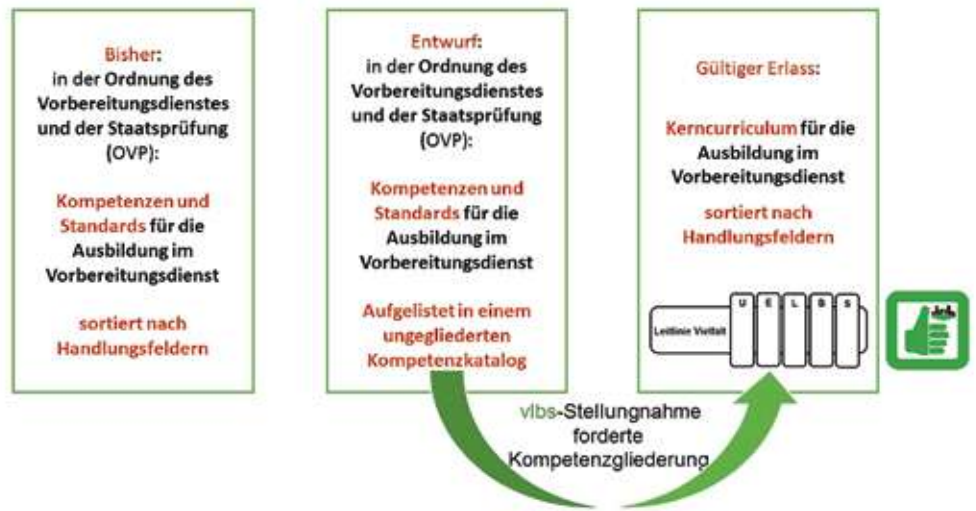 Bisher:
in der Ordnung des
Vorbereitungsdienstes
und der Staatsprüfung
(OVP):
Kompetenzen und
Standards für die
Ausbildung im
Vorbereitungsdienst
sortiert nach
Handlungsfeldern
Entwurf:
in der Ordnung des
Vorbereitungsdienstes
und der Staatsprüfung
(OVP):
Kompetenzen und
Standards für die
Ausbildung im
Vorbereitungsdienst
Aufgelistet in einem
ungegliederten
Kompetenzkatalog
Gültiger Erlass:
Kerncurriculum für die
Ausbildung im
Vorbereitungsdienst
sortiert nach
Handlungsfeldern
Leitlinie Vielfalt
U E L B S
vlbs-Stellungnahme
forderte
Kompetenzgliederung